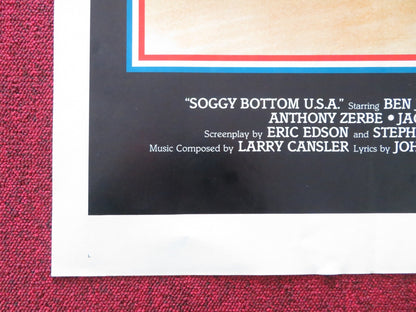 "SOGGY BOTTOM U.S.A." Starring BEN
ANTHONY ZERBE • JA
Screenplay by ERIC EDSON and STEPH
Music Composed by LARRY CANSLER Lyrics by JOH